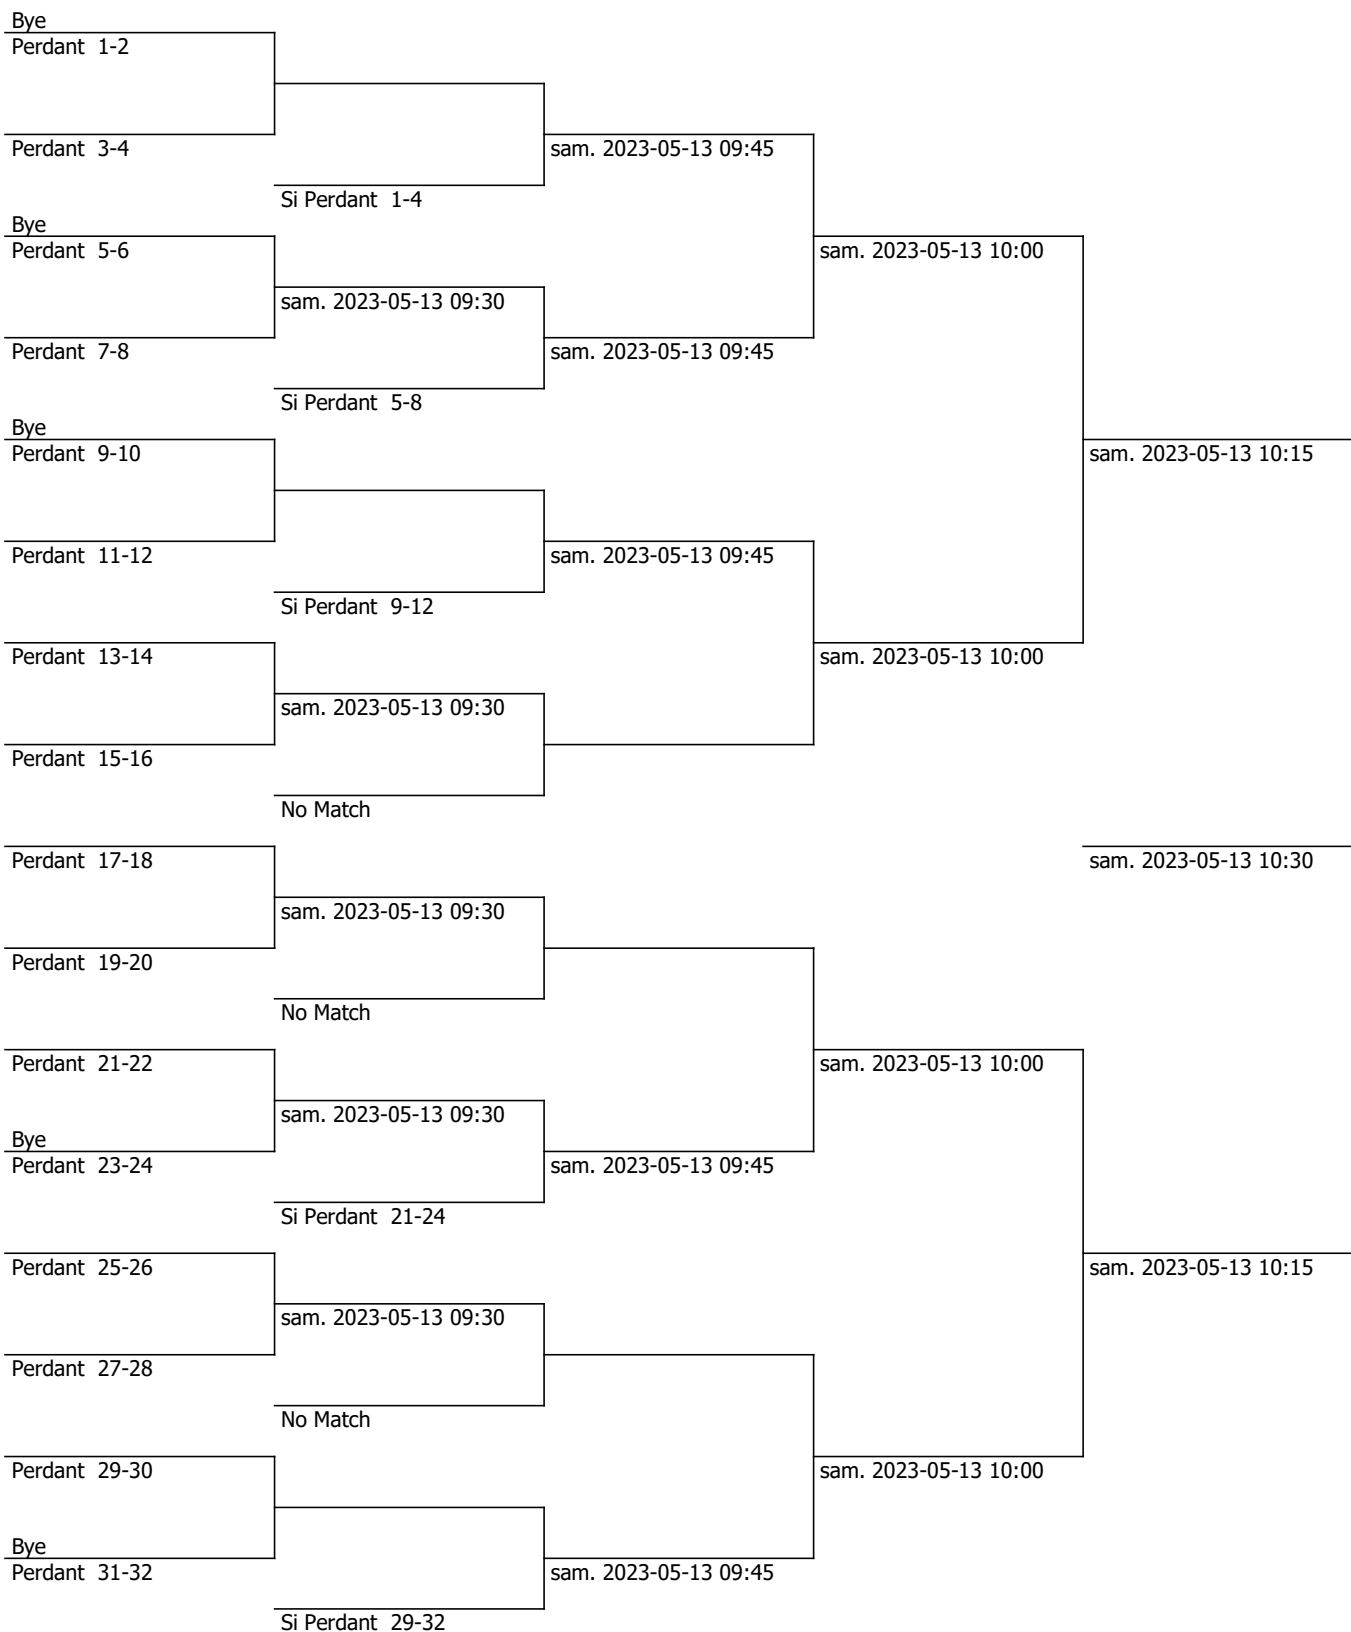 Bye
Perdant 1-2
Perdant 3-4
sam. 2023-05-13 09:45
Si Perdant 1-4
Bye
Perdant 5-6
sam. 2023-05-13 10:00
sam. 2023-05-13 09:30
Perdant 7-8
sam. 2023-05-13 09:45
Si Perdant 5-8
Bye
Perdant 9-10
sam. 2023-05-13 10:15
Perdant 11-12
sam. 2023-05-13 09:45
Si Perdant 9-12
Perdant 13-14
sam. 2023-05-13 10:00
sam. 2023-05-13 09:30
Perdant 15-16
No Match
Perdant 17-18
sam. 2023-05-13 10:30
sam. 2023-05-13 09:30
Perdant 19-20
No Match
Perdant 21-22
sam. 2023-05-13 10:00
sam. 2023-05-13 09:30
Bye
Perdant 23-24
sam. 2023-05-13 09:45
Si Perdant 21-24
Perdant 25-26
sam. 2023-05-13 10:15
sam. 2023-05-13 09:30
Perdant 27-28
No Match
Perdant 29-30
sam. 2023-05-13 10:00
Bye
Perdant 31-32
sam. 2023-05-13 09:45
Si Perdant 29-32